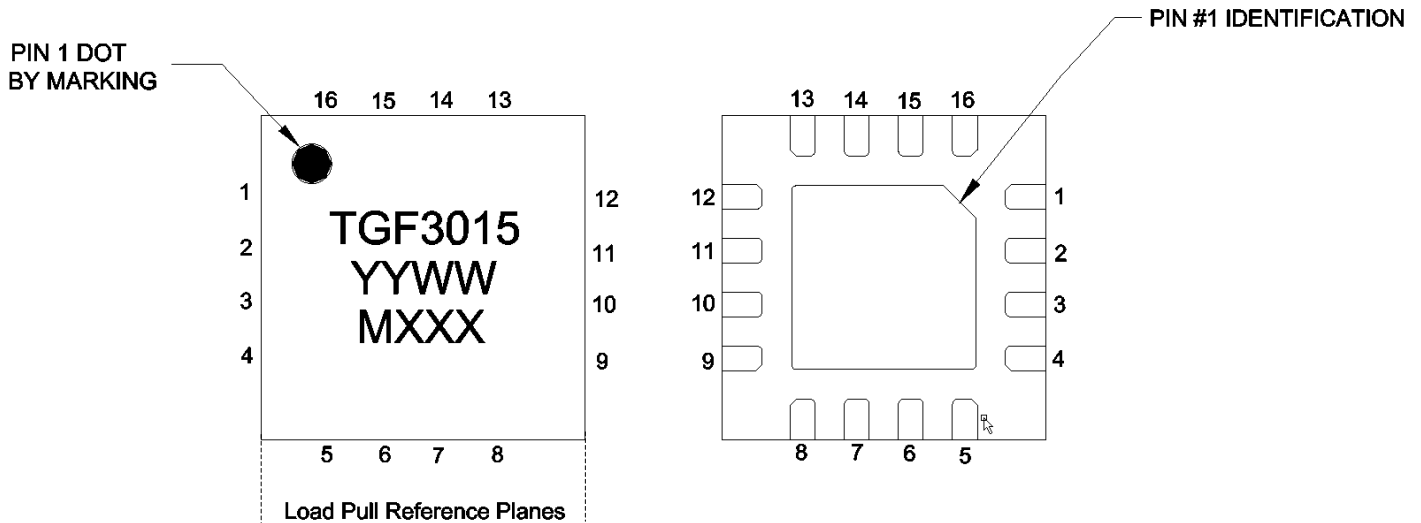 PIN #1 IDENTIFICATION
PIN 1 DOT
BY MARKING
16 15 14 13
13 14 15 16
1
2
3
4
TGF3015
YYWW
MXXX
12
11
10
9
12
11
10
9
1
2
3
4
5 6 7 8
8 7 6 5
Load Pull Reference Planes